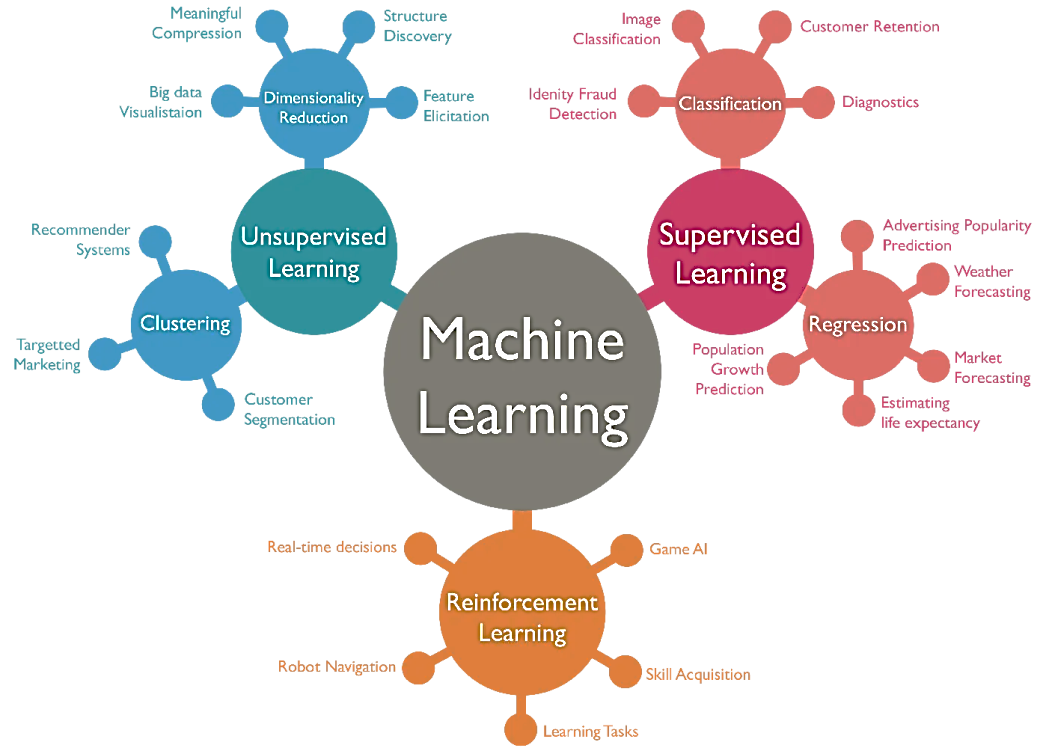 Meaningful
Compression
Structure
Discovery
Big data
Visualistaion
Dimensionality
Reduction
Feature
Elicitation
Unsupervised
Learning
Recommender
Systems
Clustering
Targetted
Marketing
Customer
Segmentation
Machine
Learning
Image
Classification
Customer Retention
Idenity Fraud
Detection
Classification
Diagnostics
Supervised
Learning
Advertising Popularity
Prediction
Weather
Forecasting
Regression
Population
Growth
Prediction
Market
Forecasting
Estimating
life expectancy
Real-time decisions
Game AI
Reinforcement
Learning
Robot Navigation
Skill Acquisition
Learning Tasks